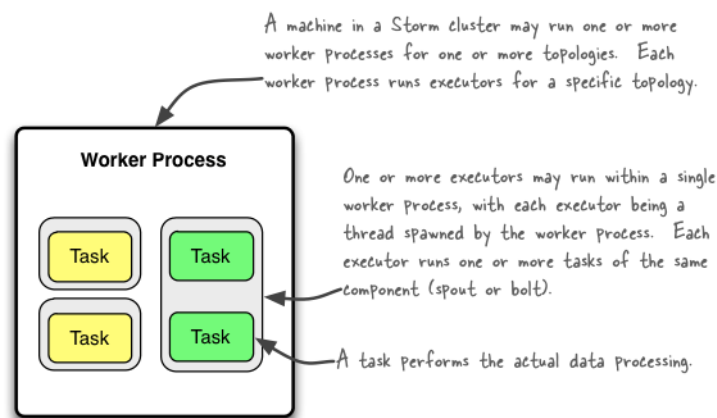 A machine in a Storm cluster may run one or more
worker processes for one or more topologies. Each
worker process runs executors for a specific topology.
Worker Process
One or more executors may run within a single
worker process, with each executor being a
thread spawned by the worker process. Each
executor runs one or more tasks of the same
component (spout or bolt).
Task Task
Task Task
A task performs the actual data processing.